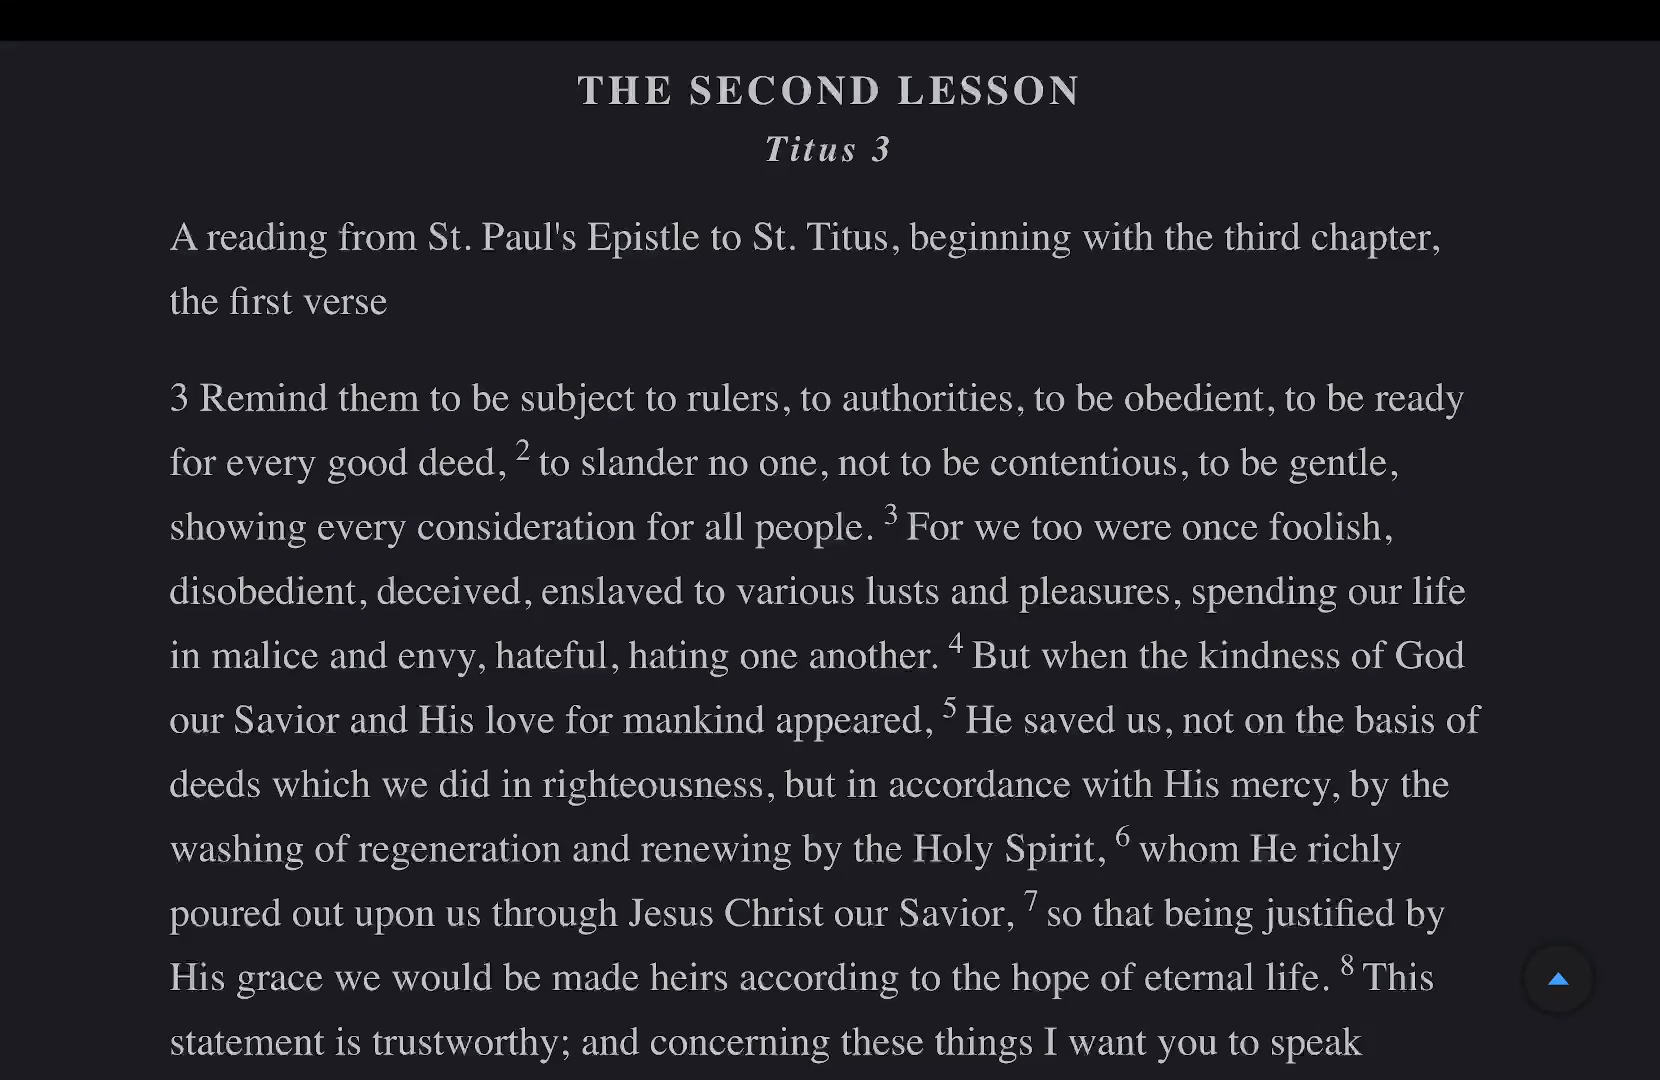 THE SECOND LESSON
Titus 3
A reading from St. Paul's Epistle to St. Titus, beginning with the third chapter,
the first verse
3 Remind them to be subject to rulers, to authorities, to be obedient, to be ready
for every good deed, 2 to slander no one, not to be contentious, to be gentle,
showing every consideration for all people. 3 For we too were once foolish,
disobedient, deceived, enslaved to various lusts and pleasures, spending our life
in malice and envy, hateful, hating one another. 4 But when the kindness of God
our Savior and His love for mankind appeared, 5 He saved us, not on the basis of
deeds which we did in righteousness, but in accordance with His mercy, by the
washing of regeneration and renewing by the Holy Spirit, 6 whom He richly
poured out upon us through Jesus Christ our Savior, 7 so that being justified by
His grace we would be made heirs according to the hope of eternal life. 8 This
statement is trustworthy; and concerning these things I want you to speak